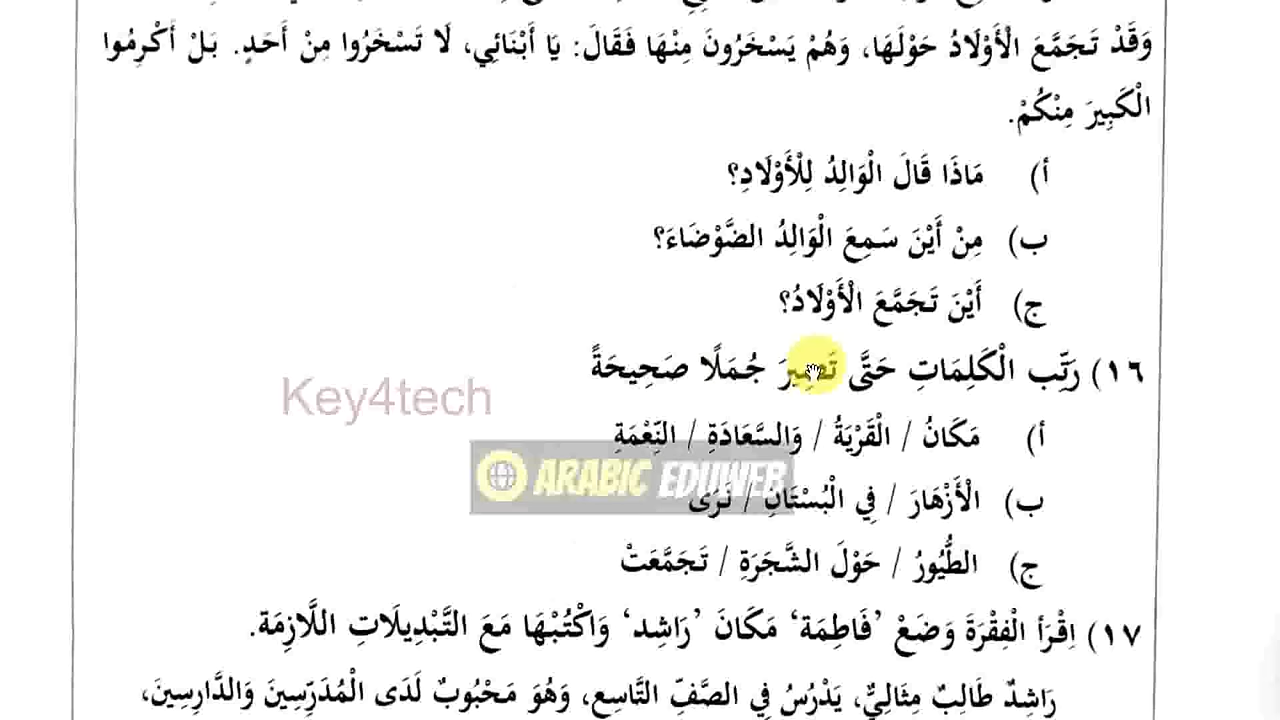 وَقَدْ تَجَمَّعَ الْأَوْلَادُ حَوْلَهَا، وَهُمْ يَسْخَرُونَ مِنْهَا فَقَالَ: يَا أَبْنَائِي، لَا تَسْخَرُوا مِنْ أَحَدٍ. بَلْ أَكْرِمُوا
الْكَبِيرَ مِنْكُمْ.
أ) مَاذَا قَالَ الْوَالِدُ لِلْأَوْلَادِ؟
ب) مِنْ أَيْنَ سَمِعَ الْوَالِدُ الضَّوْضَاءَ؟
ج) أَيْنَ تَجَمَّعَ الْأَوْلَادُ؟
١٦) رَتِّبِ الْكَلِمَاتِ حَتَّى تَصِيرَ جُمَلًا صَحِيحَةً
Key4tech
أ) مَكَانُ / الْقَرْيَةُ / وَالسَّعَادَةِ / النِّعْمَةِ
ARABIC EDUWEB
ب) الْأَزْهَارَ / فِي الْبُسْتَانِ / نَرَى
ج) الطُّيُورُ / حَوْلَ الشَّجَرَةِ / تَجَمَّعَتْ
١٧) اِقْرَأِ الْفِقْرَةَ وَضَعْ ’فَاطِمَة‘ مَكَانَ ’رَاشِد‘ وَاكْتُبْهَا مَعَ التَّبْدِيلَاتِ اللَّازِمَة.
رَاشِدٌ طَالِبٌ مِثَالِيٌّ، يَدْرُسُ فِي الصَّفِّ التَّاسِعِ، وَهُوَ مَحْبُوبٌ لَدَى الْمُدَرِّسِينَ وَالدَّارِسِينَ،